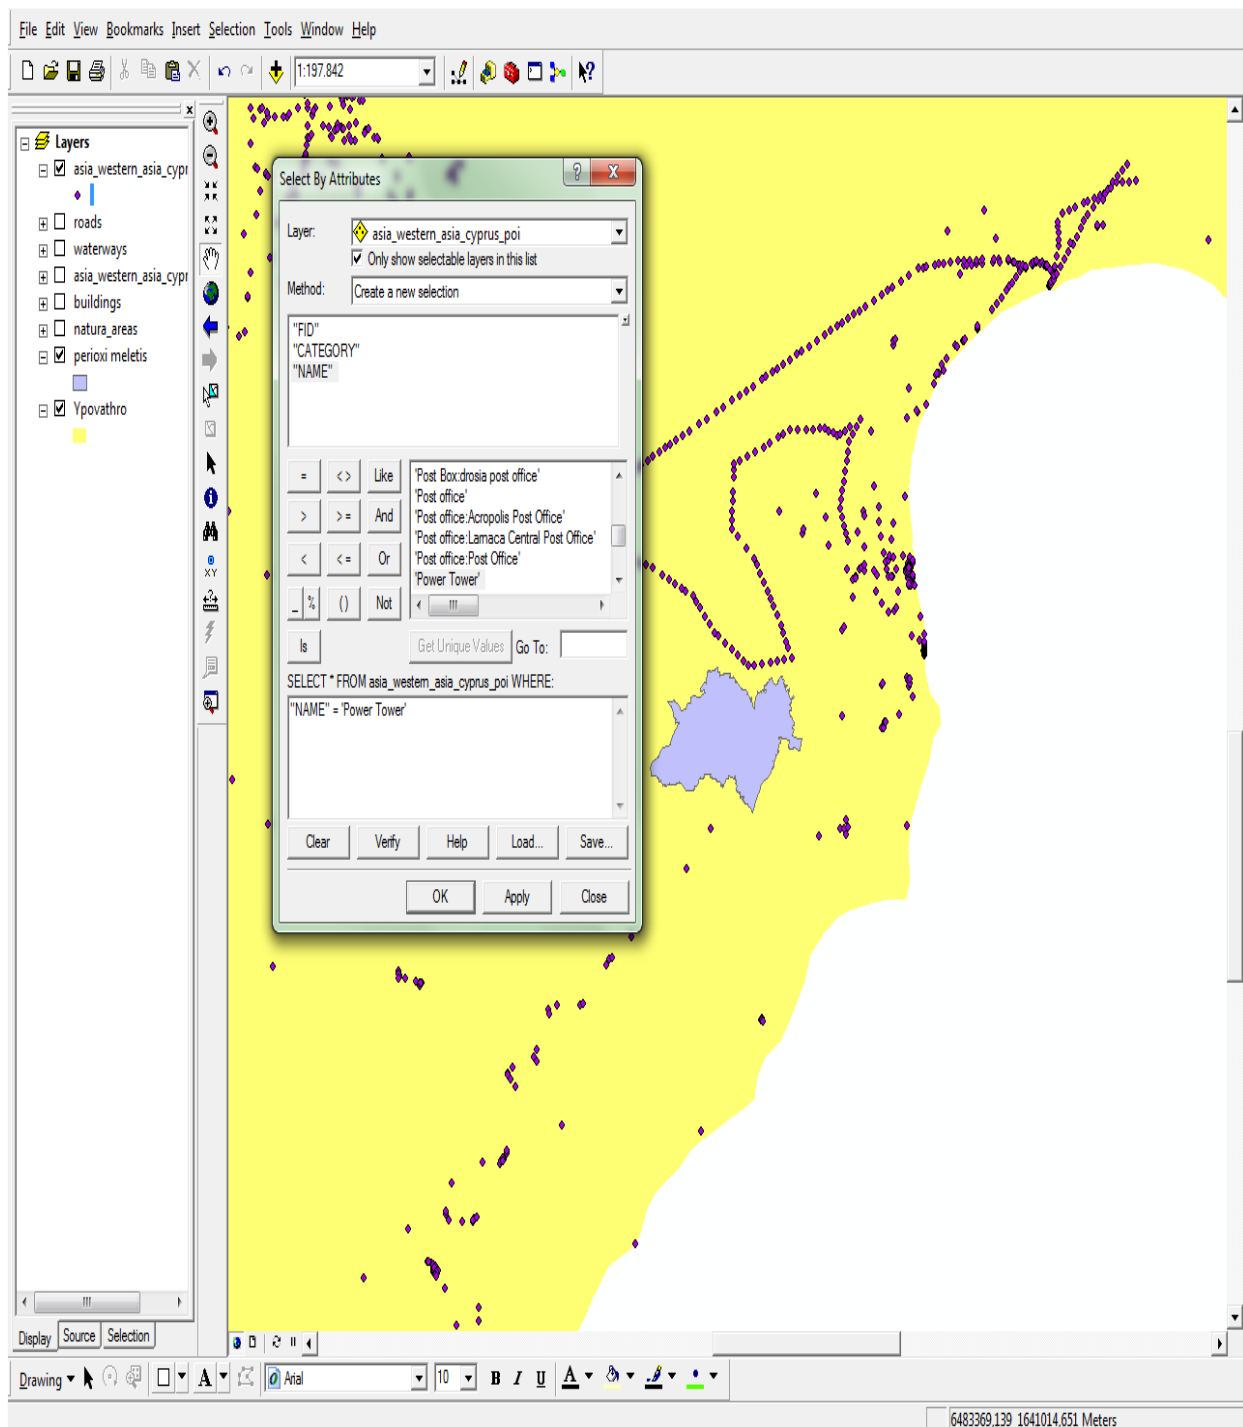 File Edit View Bookmarks Insert Selection Tools Window Help
1:197.842
Layers
asia_western_asia_cypr
roads
waterways
asia_western_asia_cypr
buildings
natura_areas
perioxi meletis
Ypovathro
Select By Attributes
Layer: asia_western_asia_cyprus_poi
Only show selectable layers in this list
Method: Create a new selection
"FID"
"CATEGORY"
"NAME"
= <> Like
> >= And
< <= Or
_ % () Not
Is
'Post Box:drosia post office'
'Post office'
'Post office:Acropolis Post Office'
'Post office:Larnaca Central Post Office'
'Post office:Post Office'
'Power Tower'
Get Unique Values Go To:
SELECT * FROM asia_western_asia_cyprus_poi WHERE:
"NAME" = 'Power Tower'
Clear Verify Help Load... Save...
OK Apply Close
XY
Display Source Selection
Drawing A Arial 10 B I U A
6483369,139 1641014,651 Meters